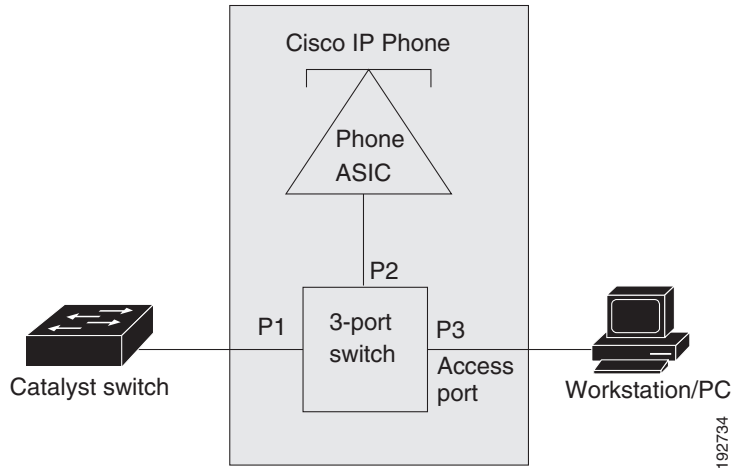 Cisco IP Phone
Phone
ASIC
P2
P1
3-port
switch
P3
Access
port
Catalyst switch
Workstation/PC
192734